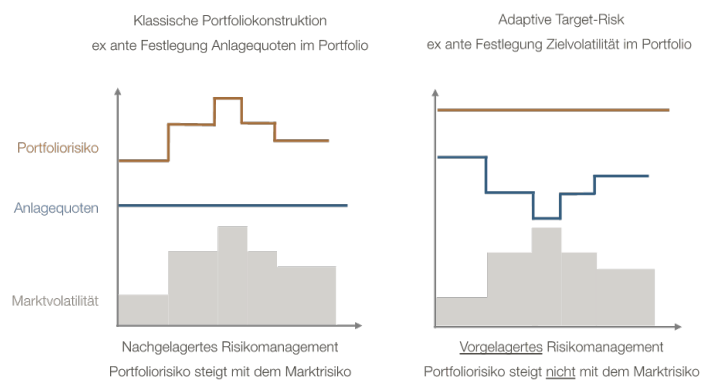 Klassische Portfoliokonstruktion
ex ante Festlegung Anlagequoten im Portfolio
Portfoliorisiko
Anlagequoten
Marktvolatilität
Nachgelagertes Risikomanagement
Portfoliorisiko steigt mit dem Marktrisiko
Adaptive Target-Risk
ex ante Festlegung Zielvolatilität im Portfolio
Vorgelagertes Risikomanagement
Portfoliorisiko steigt nicht mit dem Marktrisiko